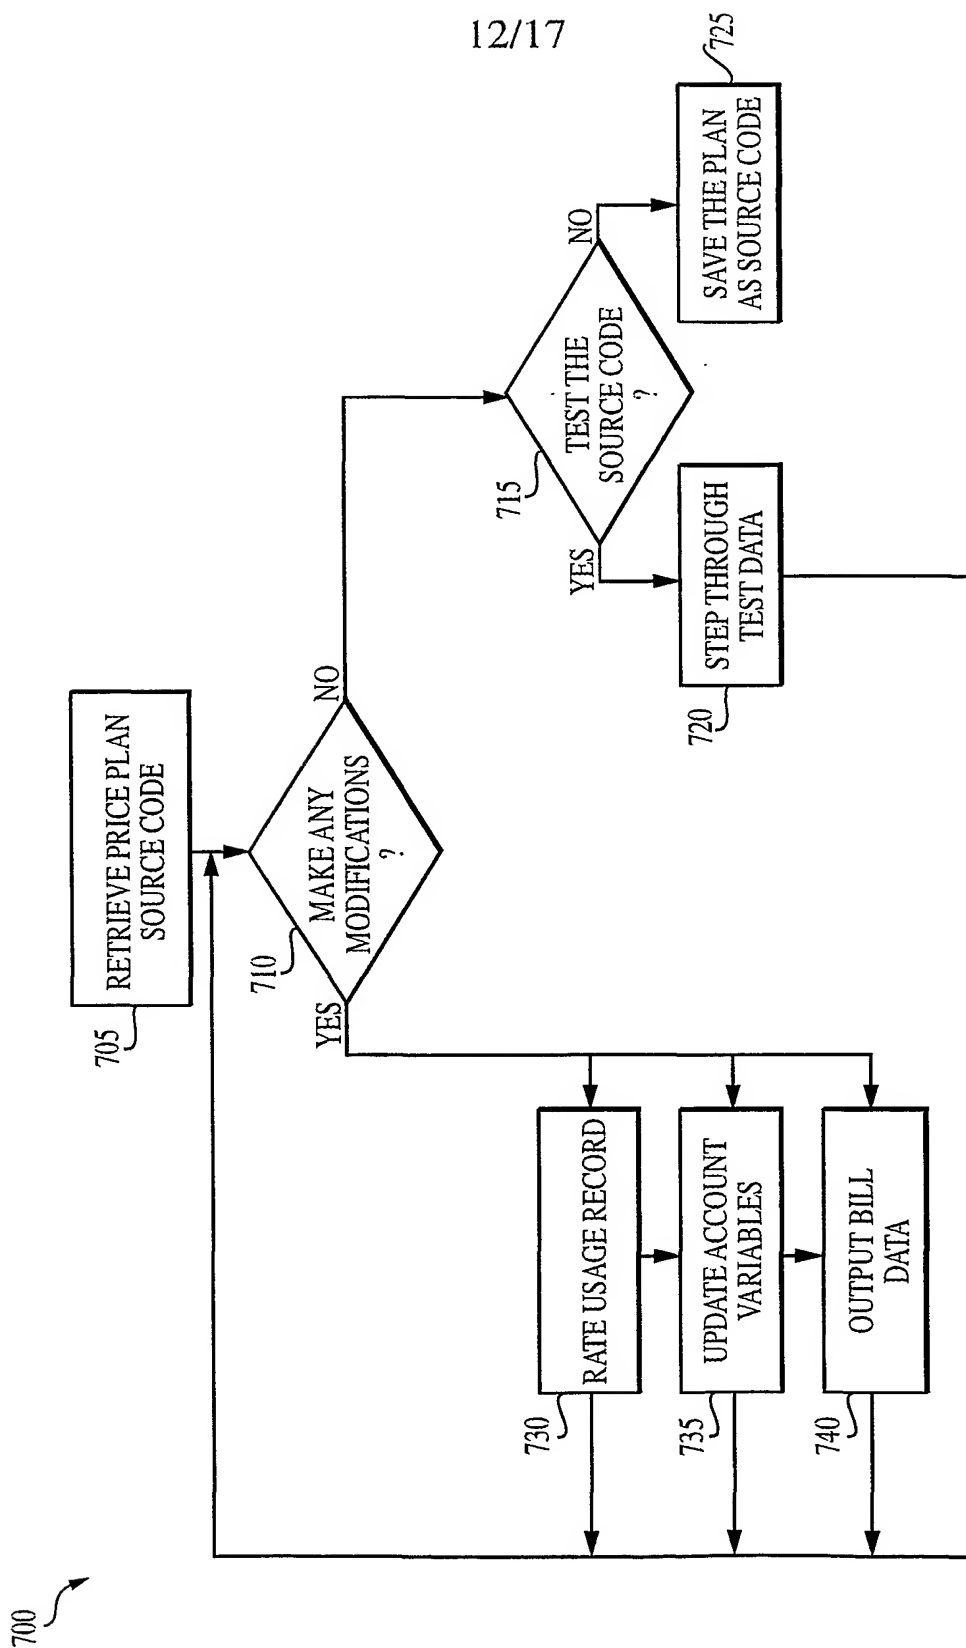 12/17
700
705
RETRIEVE PRICE PLAN
SOURCE CODE
710
MAKE ANY
MODIFICATIONS
?
YES
NO
715
TEST THE
SOURCE CODE
?
YES
NO
720
STEP THROUGH
TEST DATA
725
SAVE THE PLAN
AS SOURCE CODE
730
RATE USAGE RECORD
735
UPDATE ACCOUNT
VARIABLES
740
OUTPUT BILL
DATA